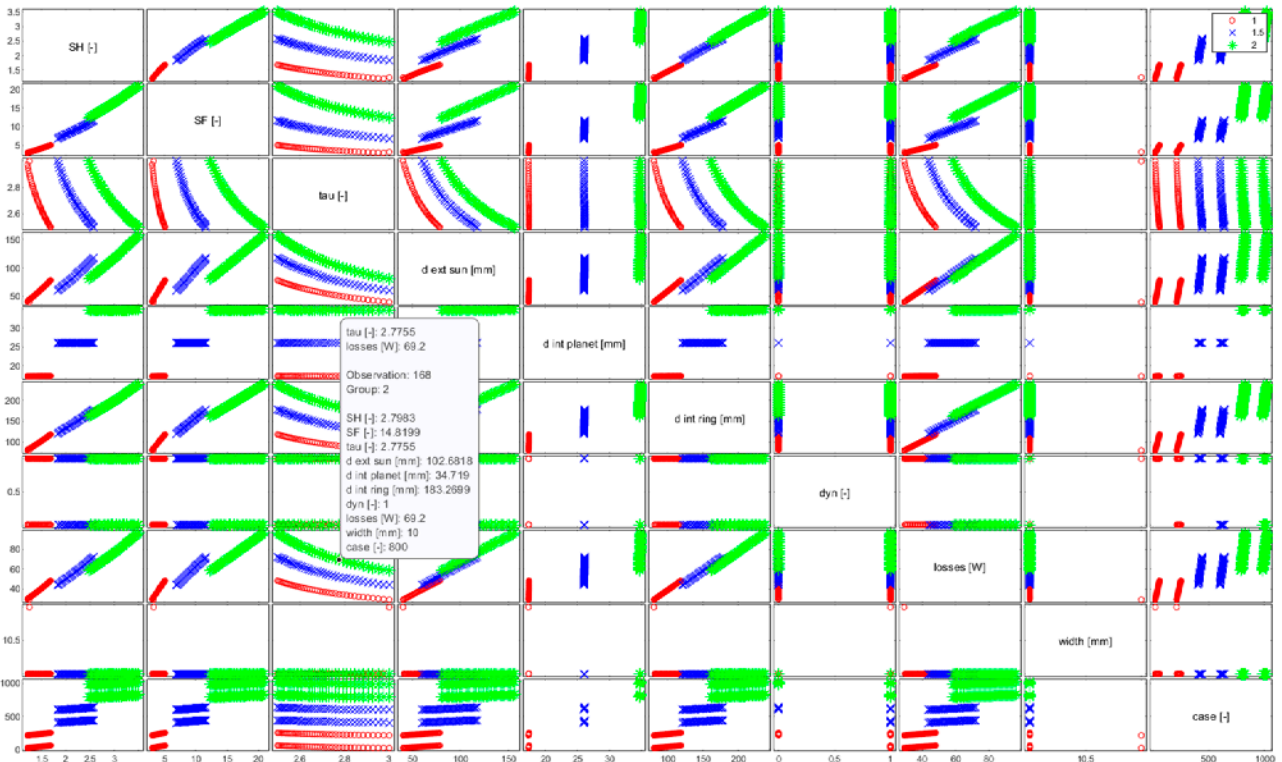 3.5
3
2.5
2
1.5
SH [-]
1
1.5
2
20
15
10
5
SF [-]
2.8
2.6
tau [-]
150
100
50
d ext sun [mm]
30
25
20
d int planet [mm]
tau [-]: 2.7755
losses [W]: 69.2
Observation: 168
Group: 2
SH [-]: 2.7983
SF [-]: 14.8199
tau [-]: 2.7755
d ext sun [mm]: 102.6818
d int planet [mm]: 34.719
d int ring [mm]: 183.2699
dyn [-]: 1
losses [W]: 69.2
width [mm]: 10
case [-]: 800
200
150
100
d int ring [mm]
0.5
dyn [-]
80
60
40
losses [W]
10.5
width [mm]
1000
500
0
case [-]
1.5 2 2.5 3 5 10 15 20 2.6 2.8 3 50 100 150 20 25 30 35 100 150 200 0 0.5 1 40 60 80 10.5 500 1000